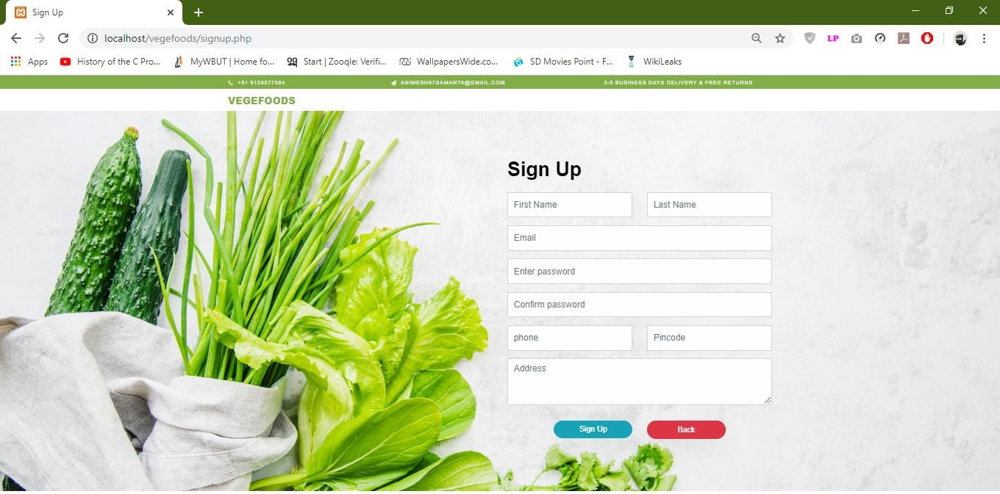 Sign Up
localhost/vegefoods/signup.php
LP
Apps History of the C Pro... MyWBUT | Home fo... Start | Zooqle: Verifi... WallpapersWide.co... SD Movies Point - F... WikiLeaks
+91 9126577584 ANIMESH67SAMANTA@EMAIL.COM 3-5 BUSINESS DAYS DELIVERY & FREE RETURNS
VEGEFOODS
Sign Up
First Name Last Name
Email
Enter password
Confirm password
phone Pincode
Address
Sign Up Back